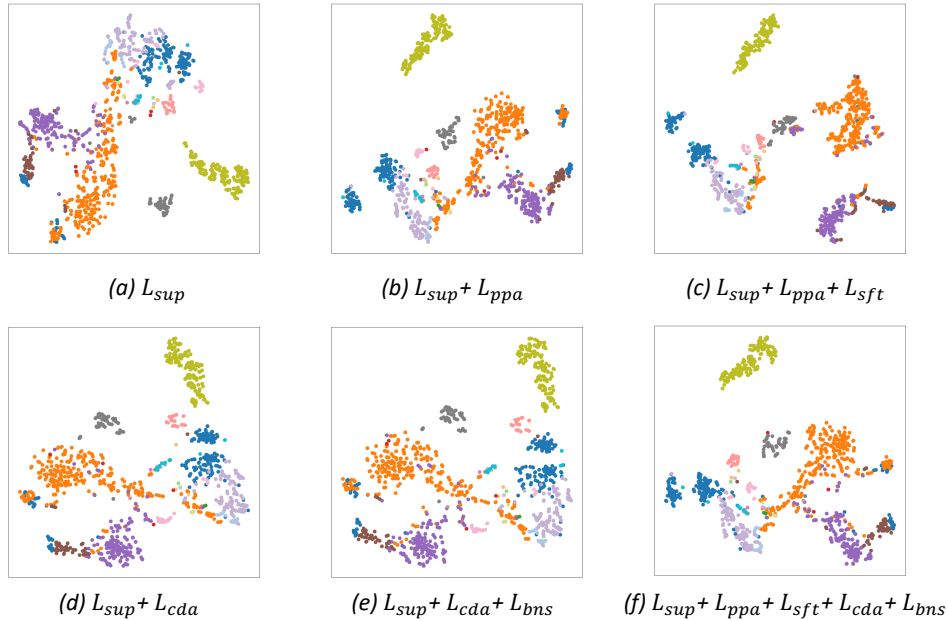 (a) L_sup
(b) L_sup + L_ppa
(c) L_sup + L_ppa + L_sft
(d) L_sup + L_cda
(e) L_sup + L_cda + L_bns
(f) L_sup + L_ppa + L_sft + L_cda + L_bns